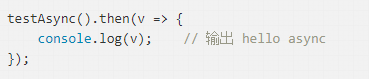 testAsync().then(v => {
    console.log(v);    // 输出 hello async
});